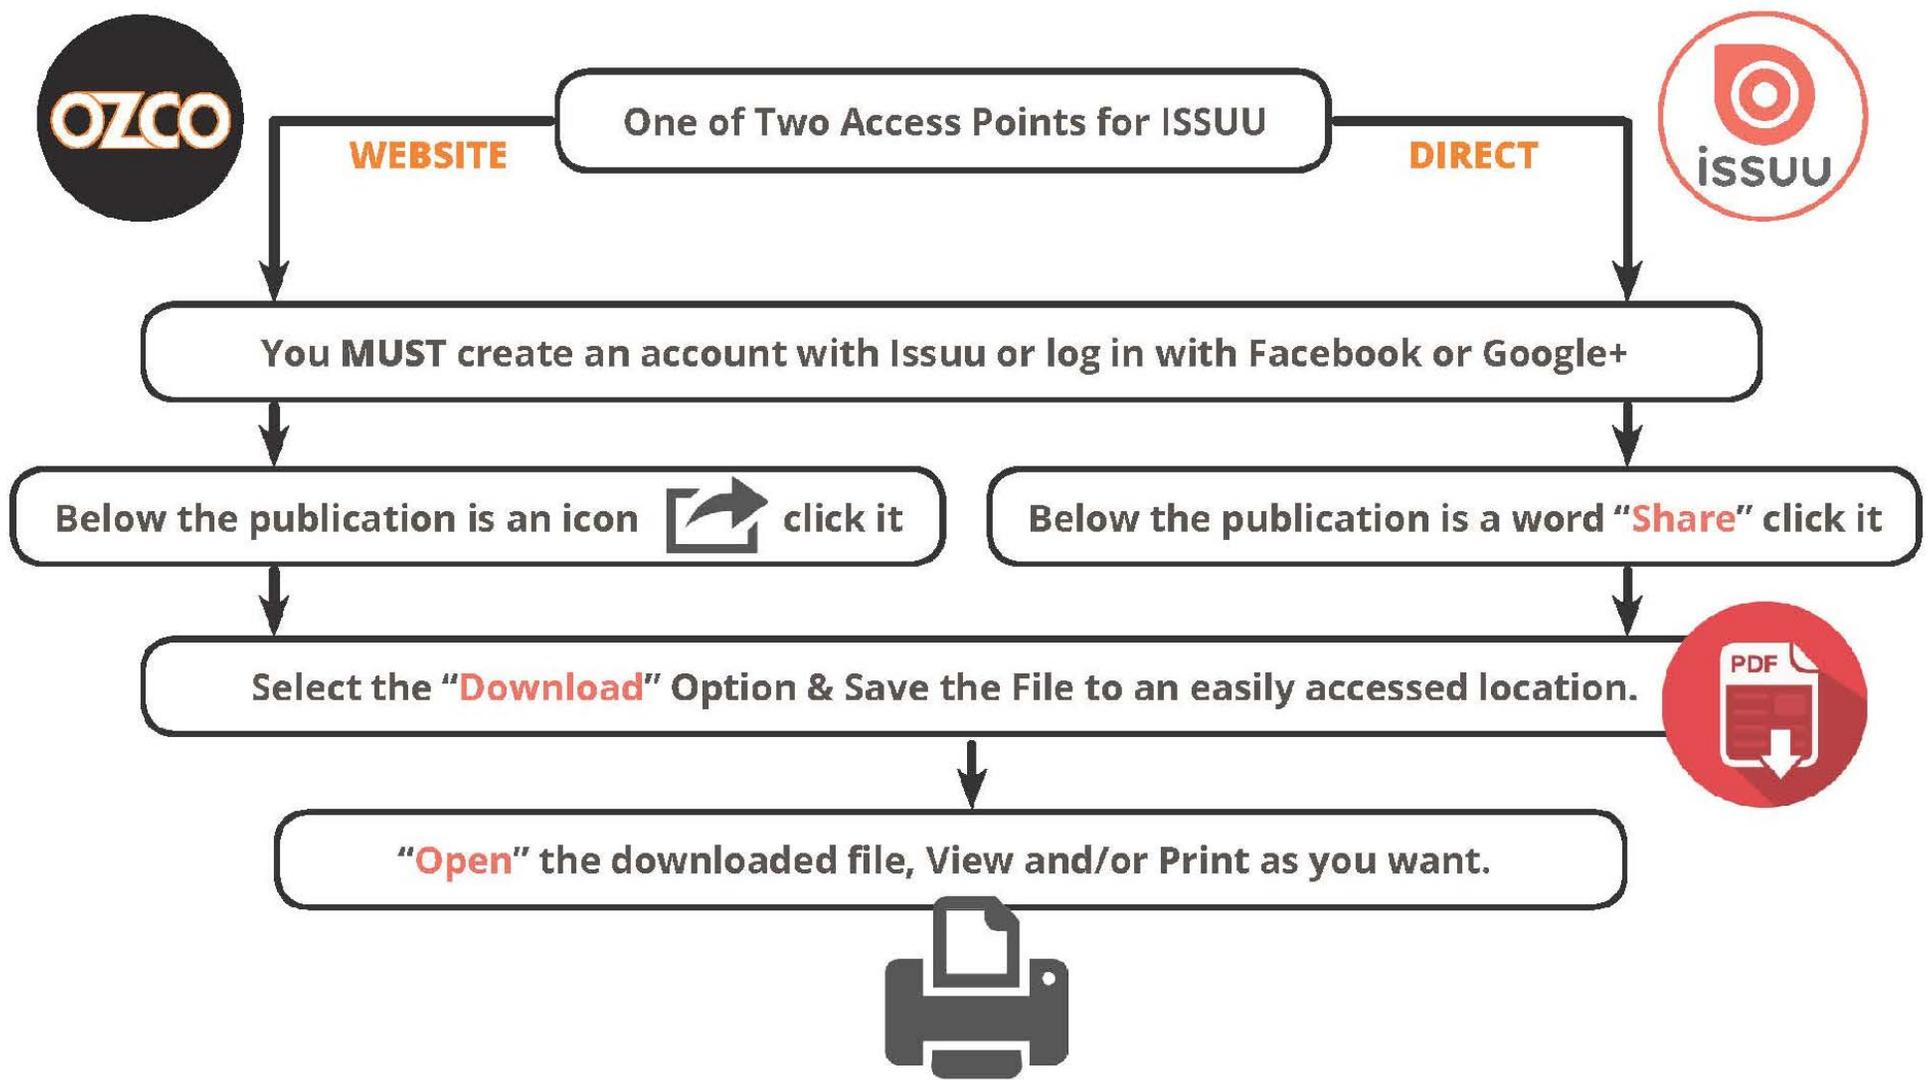 OZCO
One of Two Access Points for ISSUU
issuu
WEBSITE
DIRECT
You MUST create an account with Issuu or log in with Facebook or Google+
Below the publication is an icon click it
Below the publication is a word “Share” click it
Select the “Download” Option & Save the File to an easily accessed location.
PDF
“Open” the downloaded file, View and/or Print as you want.